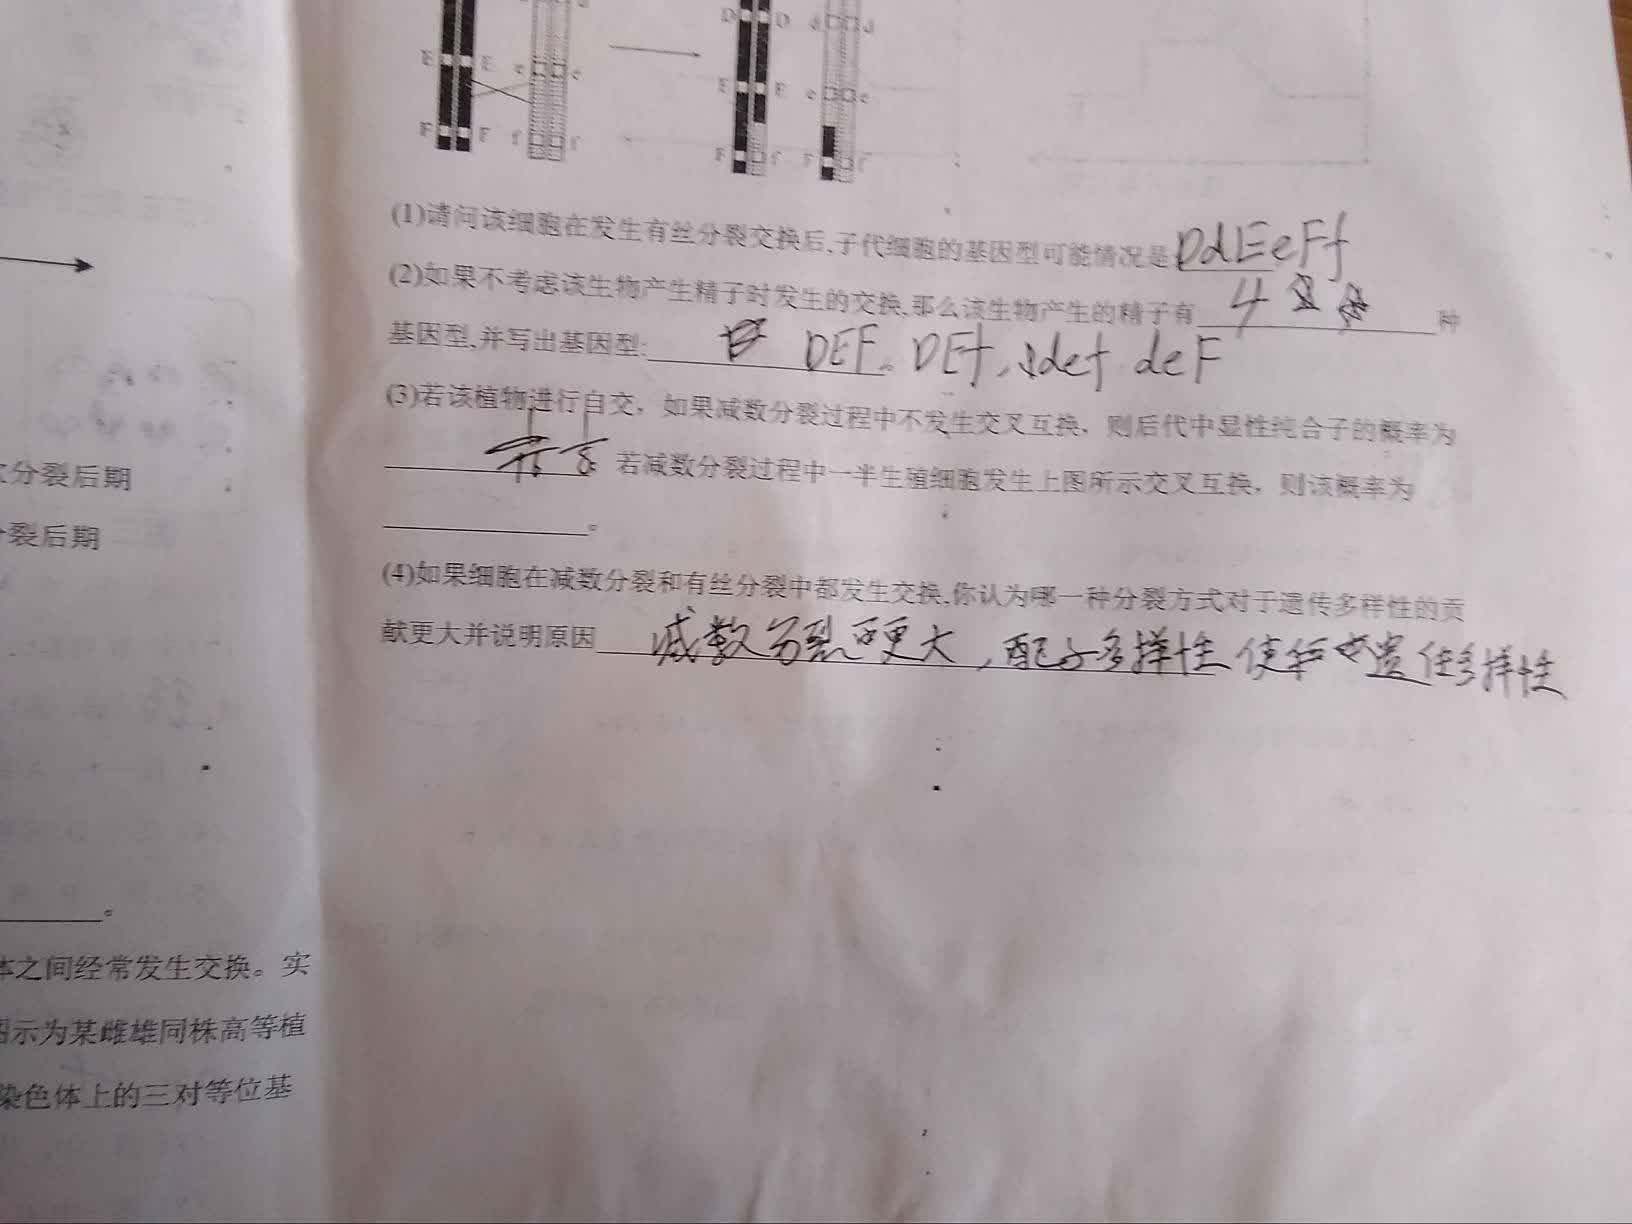 D D d d
E E e e
E E e e
F F f f
F f F f
(1)请问该细胞在发生有丝分裂交换后,子代细胞的基因型可能情况是 DdEeFf
(2)如果不考虑该生物产生精子时发生的交换,那么该生物产生的精子有 4 种
基因型,并写出基因型: DEF、DEf、def deF
(3)若该植物进行自交，如果减数分裂过程中不发生交叉互换，则后代中显性纯合子的概率为
若减数分裂过程中一半生殖细胞发生上图所示交叉互换，则该概率为
。
(4)如果细胞在减数分裂和有丝分裂中都发生交换,你认为哪一种分裂方式对于遗传多样性的贡
献更大并说明原因 减数分裂更大，配子多样性 使 多样性
次分裂后期
分裂后期
。
体之间经常发生交换。实
图示为某雌雄同株高等植
染色体上的三对等位基